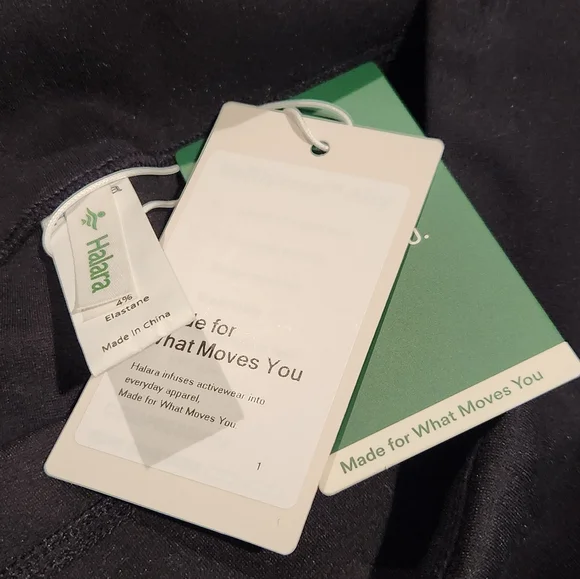 Halara
4%
Elastane
Made in China
de for
What Moves You
Halara infuses activewear into
everyday apparel,
Made for What Moves You
1
Made for What Moves You